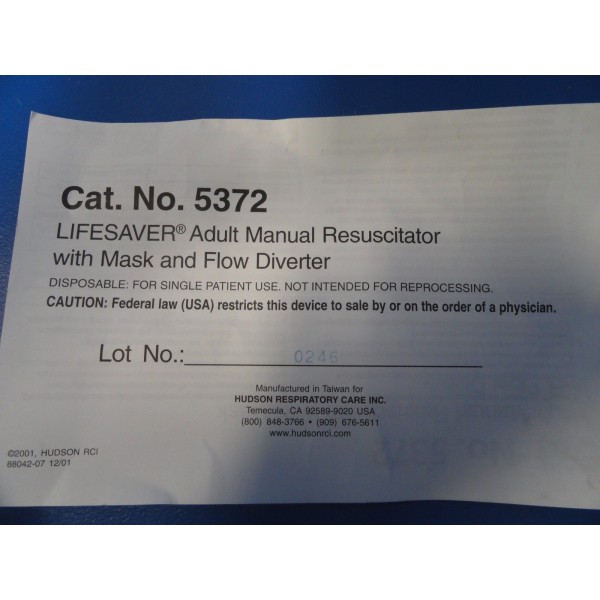 Cat. No. 5372
LIFESAVER® Adult Manual Resuscitator
with Mask and Flow Diverter
DISPOSABLE: FOR SINGLE PATIENT USE. NOT INTENDED FOR REPROCESSING.
CAUTION: Federal law (USA) restricts this device to sale by or on the order of a physician.
Lot No.: 0246
Manufactured in Taiwan for
HUDSON RESPIRATORY CARE INC.
Temecula, CA 92589-9020 USA
(800) 848-3766 • (909) 676-5611
www.hudsonrci.com
©2001, HUDSON RCI
88042-07 12/01